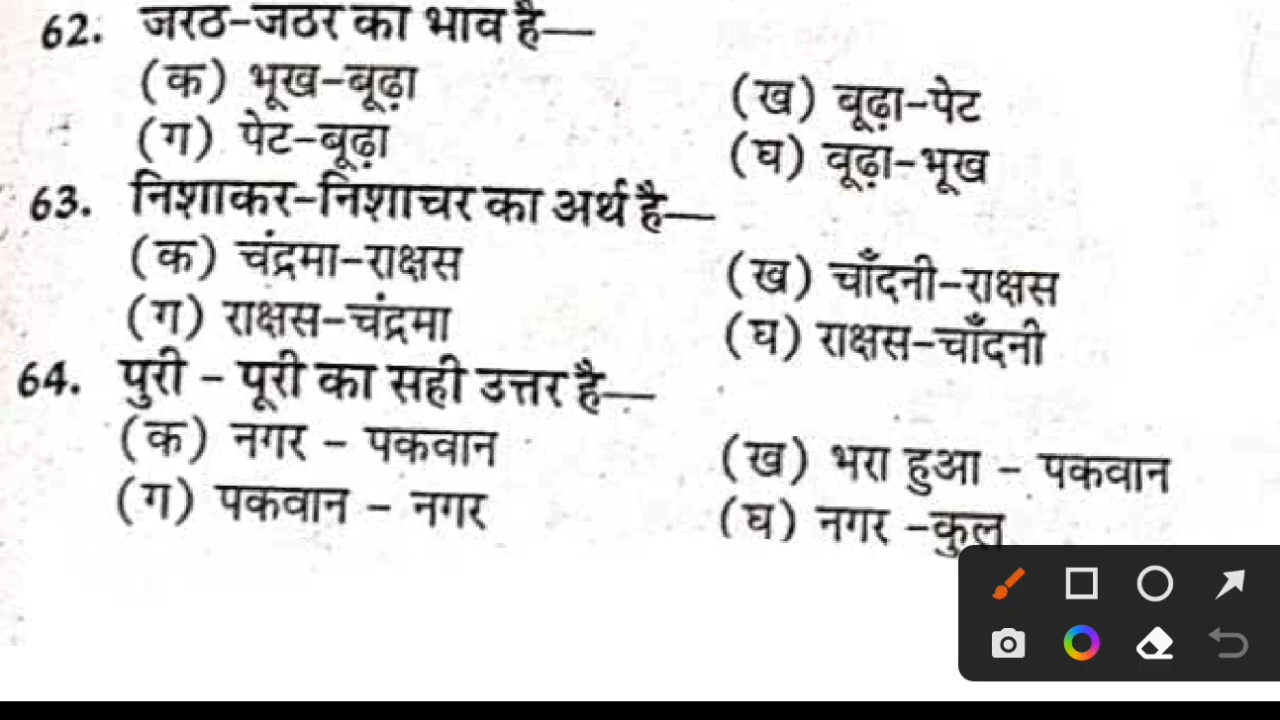 62. जरठ-जठर का भाव है—
(क) भूख-बूढ़ा (ख) बूढ़ा-पेट
(ग) पेट-बूढ़ा (घ) वूढ़ा-भूख
63. निशाकर-निशाचर का अर्थ है—
(क) चंद्रमा-राक्षस (ख) चाँदनी-राक्षस
(ग) राक्षस-चंद्रमा (घ) राक्षस-चाँदनी
64. पुरी - पूरी का सही उत्तर है—
(क) नगर - पकवान (ख) भरा हुआ - पकवान
(ग) पकवान - नगर (घ) नगर -कुल